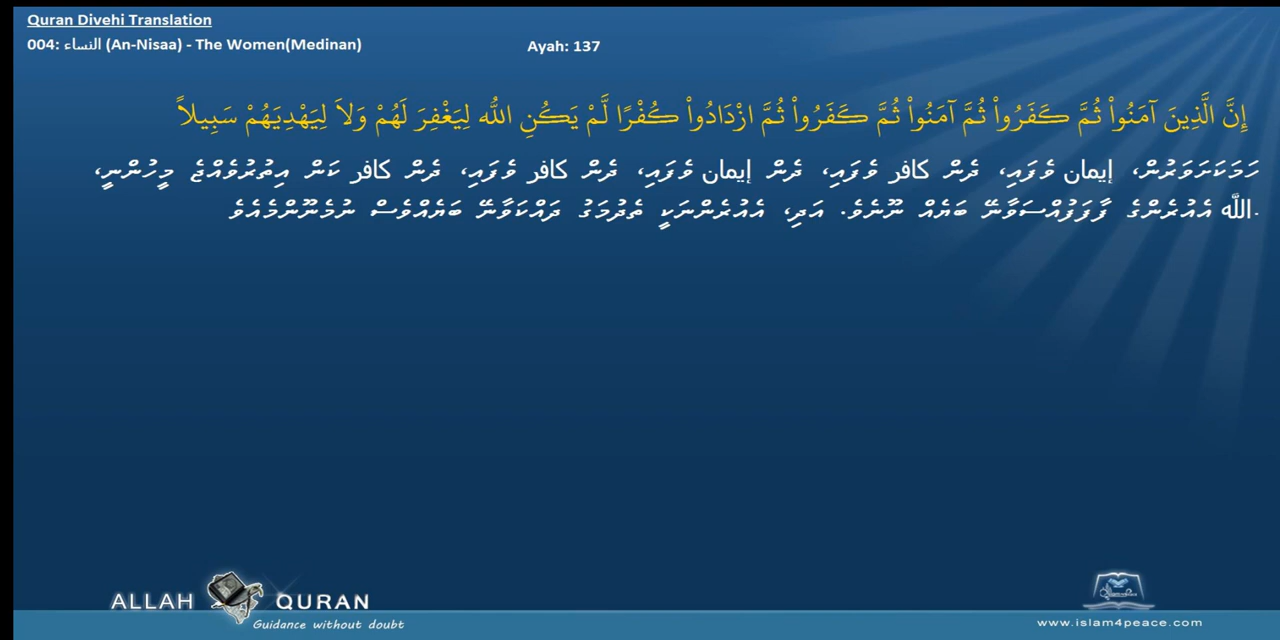 Quran Divehi Translation
004: النساء (An-Nisaa) - The Women(Medinan)
Ayah: 137
إِنَّ الَّذِينَ آمَنُواْ ثُمَّ كَفَرُواْ ثُمَّ آمَنُواْ ثُمَّ كَفَرُواْ ثُمَّ ازْدَادُواْ كُفْرًا لَّمْ يَكُنِ اللّه لِيَغْفِرَ لَهُمْ وَلاَ لِيَهْدِيَهُمْ سَبِيلاً
ހަމަކަށަވަރުން، إيمان ވެފައި، ދެން كافر ވެފައި، ދެން إيمان ވެފައި، ދެން كافر ވެފައި، ދެން كافر ކަން އިތުރުވެއްޖެ މީހުންނީ،
اللَّه އެއުރެންގެ ފާފަފުއްސަވާނޭ ބަޔެއް ނޫނެވެ. އަދި، އެއުރެންނަކީ ތެދުމަގު ދައްކަވާނޭ ބަޔެއްވެސް ނުމެނޫންމެއެވެ.
ALLAH QURAN
Guidance without doubt
www.islam4peace.com